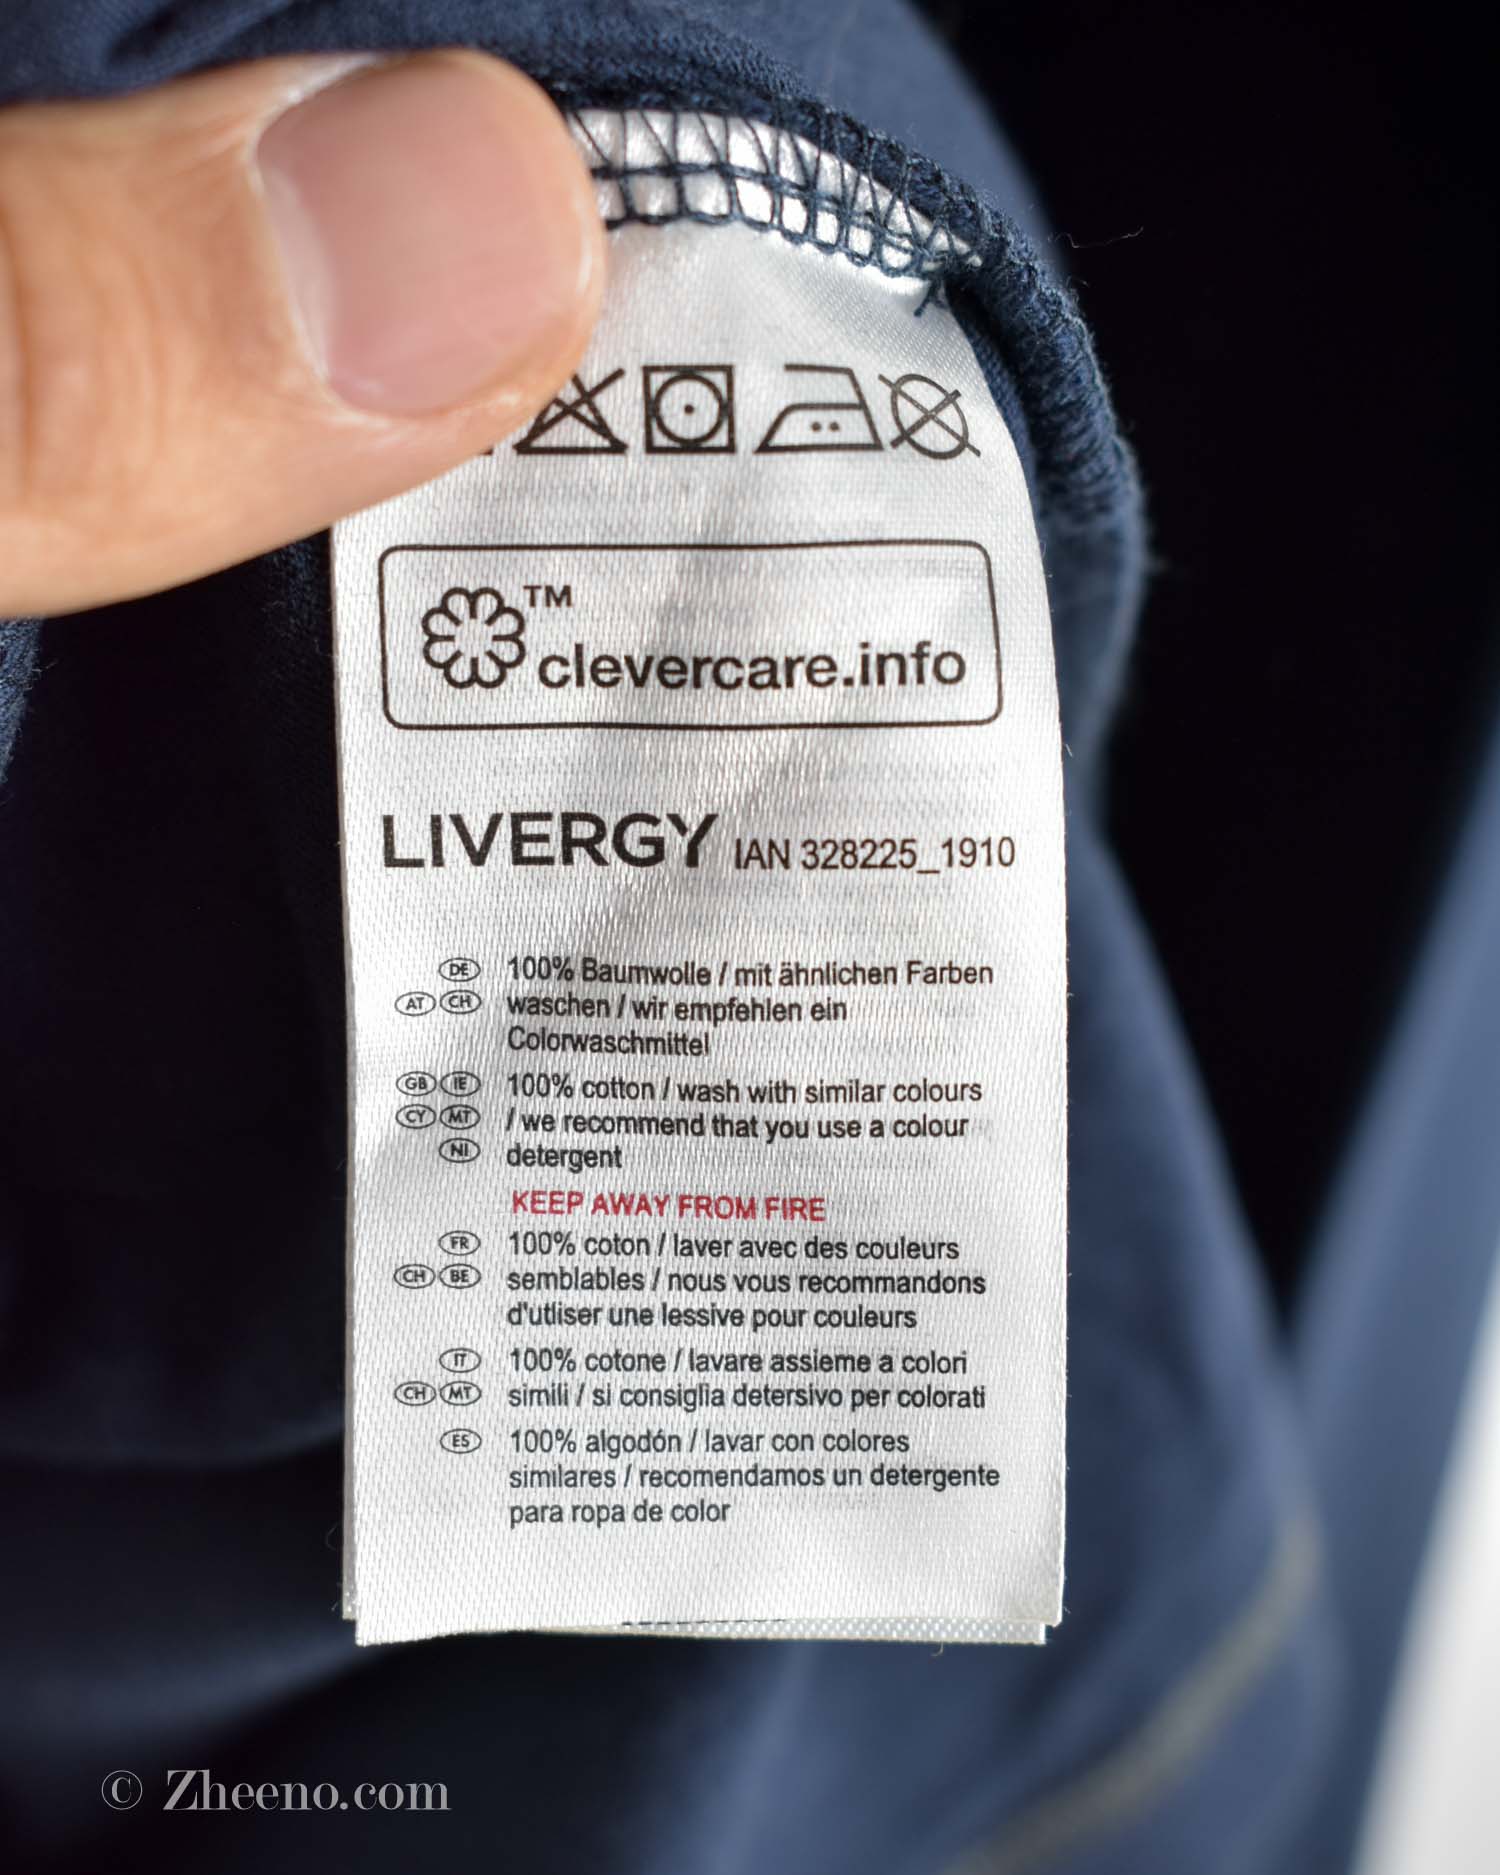 TM
clevercare.info
LIVERGY IAN 328225_1910
DE 100% Baumwolle / mit ähnlichen Farben
AT CH waschen / wir empfehlen ein
Colorwaschmittel
GB IE 100% cotton / wash with similar colours
CY MT / we recommend that you use a colour
NI detergent
KEEP AWAY FROM FIRE
FR 100% coton / laver avec des couleurs
CH BE semblables / nous vous recommandons
d'utliser une lessive pour couleurs
IT 100% cotone / lavare assieme a colori
CH MT simili / si consiglia detersivo per colorati
ES 100% algodón / lavar con colores
similares / recomendamos un detergente
para ropa de color
© Zheeno.com